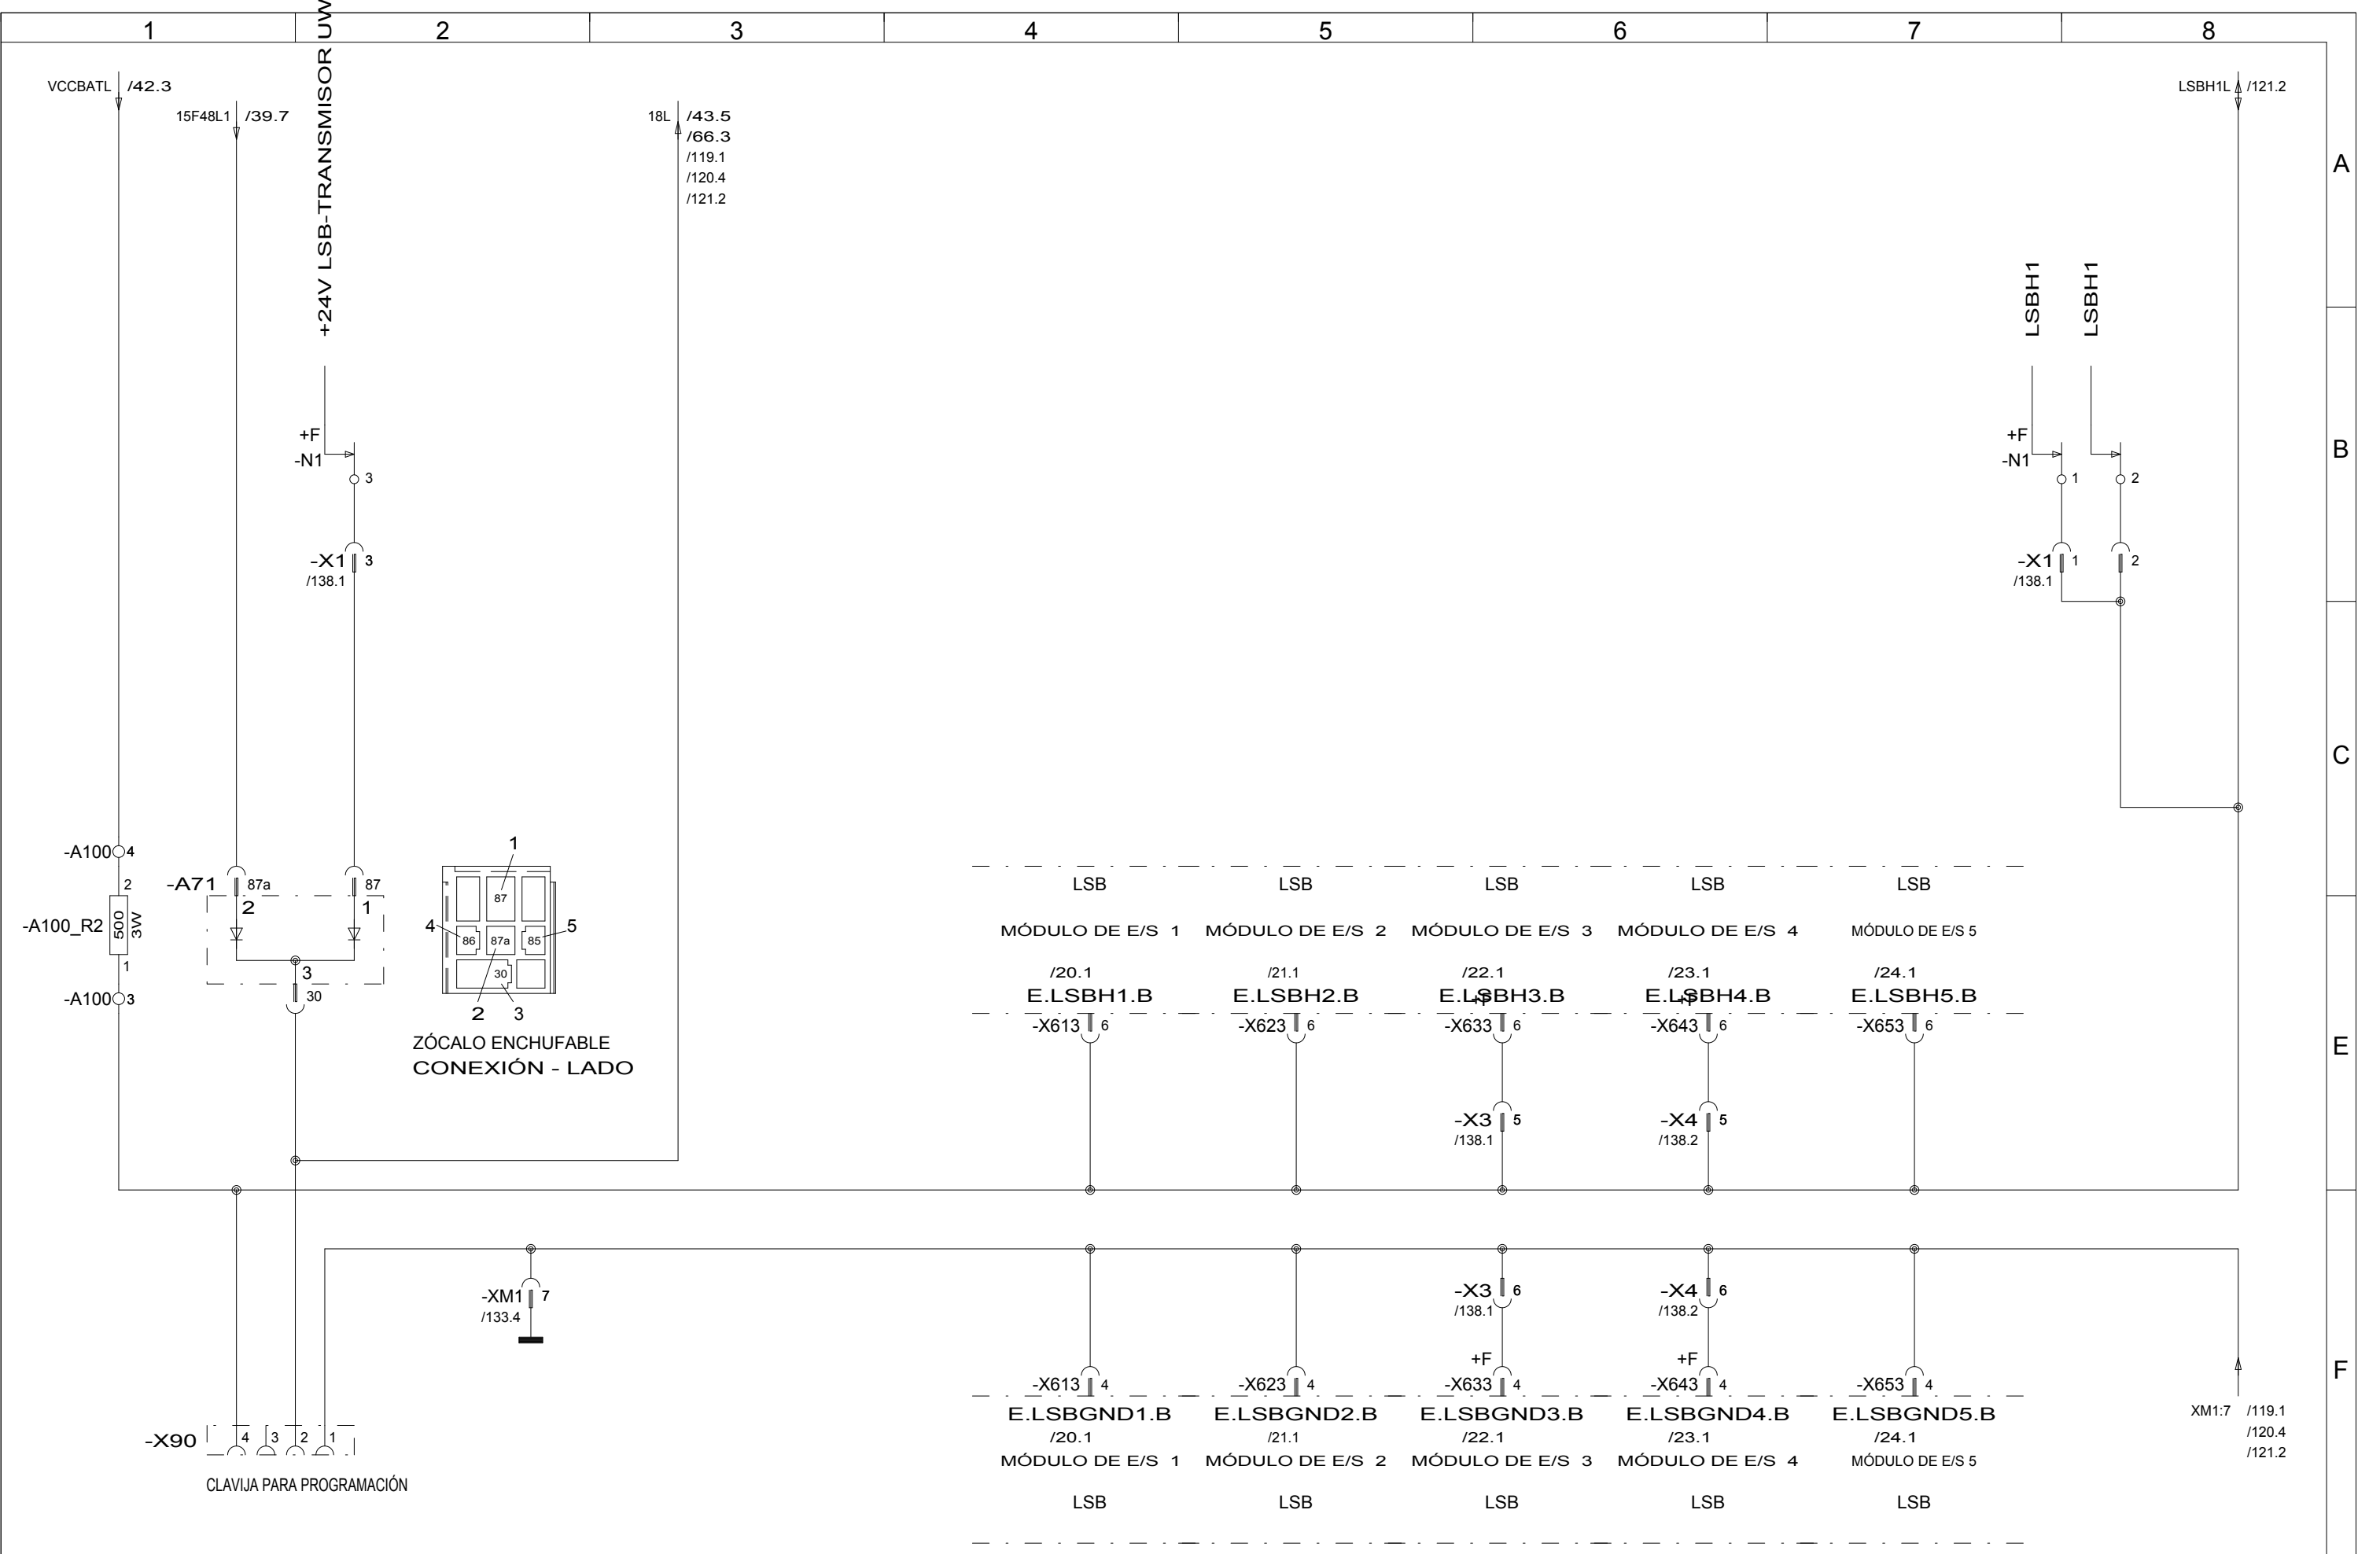 1 2 3 4 5 6 7 8
VCCBATL /42.3
15F48L1 /39.7
+24V LSB-TRANSMISOR UW
18L /43.5
/66.3
/119.1
/120.4
/121.2
LSBH1L /121.2
A
LSBH1 LSBH1
+F
-N1
3
+F
-N1
1 2
B
-X1 3
/138.1
-X1 1 2
/138.1
C
-A100 4
2
-A100_R2
500
3W
1
-A100 3
-A71 87a 87
2 1
3
30
1
87
4 86 87a 85 5
30
2 3
ZÓCALO ENCHUFABLE
CONEXIÓN - LADO
LSB LSB LSB LSB LSB
MÓDULO DE E/S 1 MÓDULO DE E/S 2 MÓDULO DE E/S 3 MÓDULO DE E/S 4 MÓDULO DE E/S 5
/20.1 /21.1 /22.1 /23.1 /24.1
E.LSBH1.B E.LSBH2.B E.LSBH3.B E.LSBH4.B E.LSBH5.B
+F +F
-X613 6 -X623 6 -X633 6 -X643 6 -X653 6
E
-X3 5 -X4 5
/138.1 /138.2
-XM1 7
/133.4
-X3 6 -X4 6
/138.1 /138.2
+F +F
-X613 4 -X623 4 -X633 4 -X643 4 -X653 4
F
E.LSBGND1.B E.LSBGND2.B E.LSBGND3.B E.LSBGND4.B E.LSBGND5.B
/20.1 /21.1 /22.1 /23.1 /24.1
MÓDULO DE E/S 1 MÓDULO DE E/S 2 MÓDULO DE E/S 3 MÓDULO DE E/S 4 MÓDULO DE E/S 5
LSB LSB LSB LSB LSB
XM1:7 /119.1
/120.4
/121.2
-X90 4 3 2 1
CLAVIJA PARA PROGRAMACIÓN